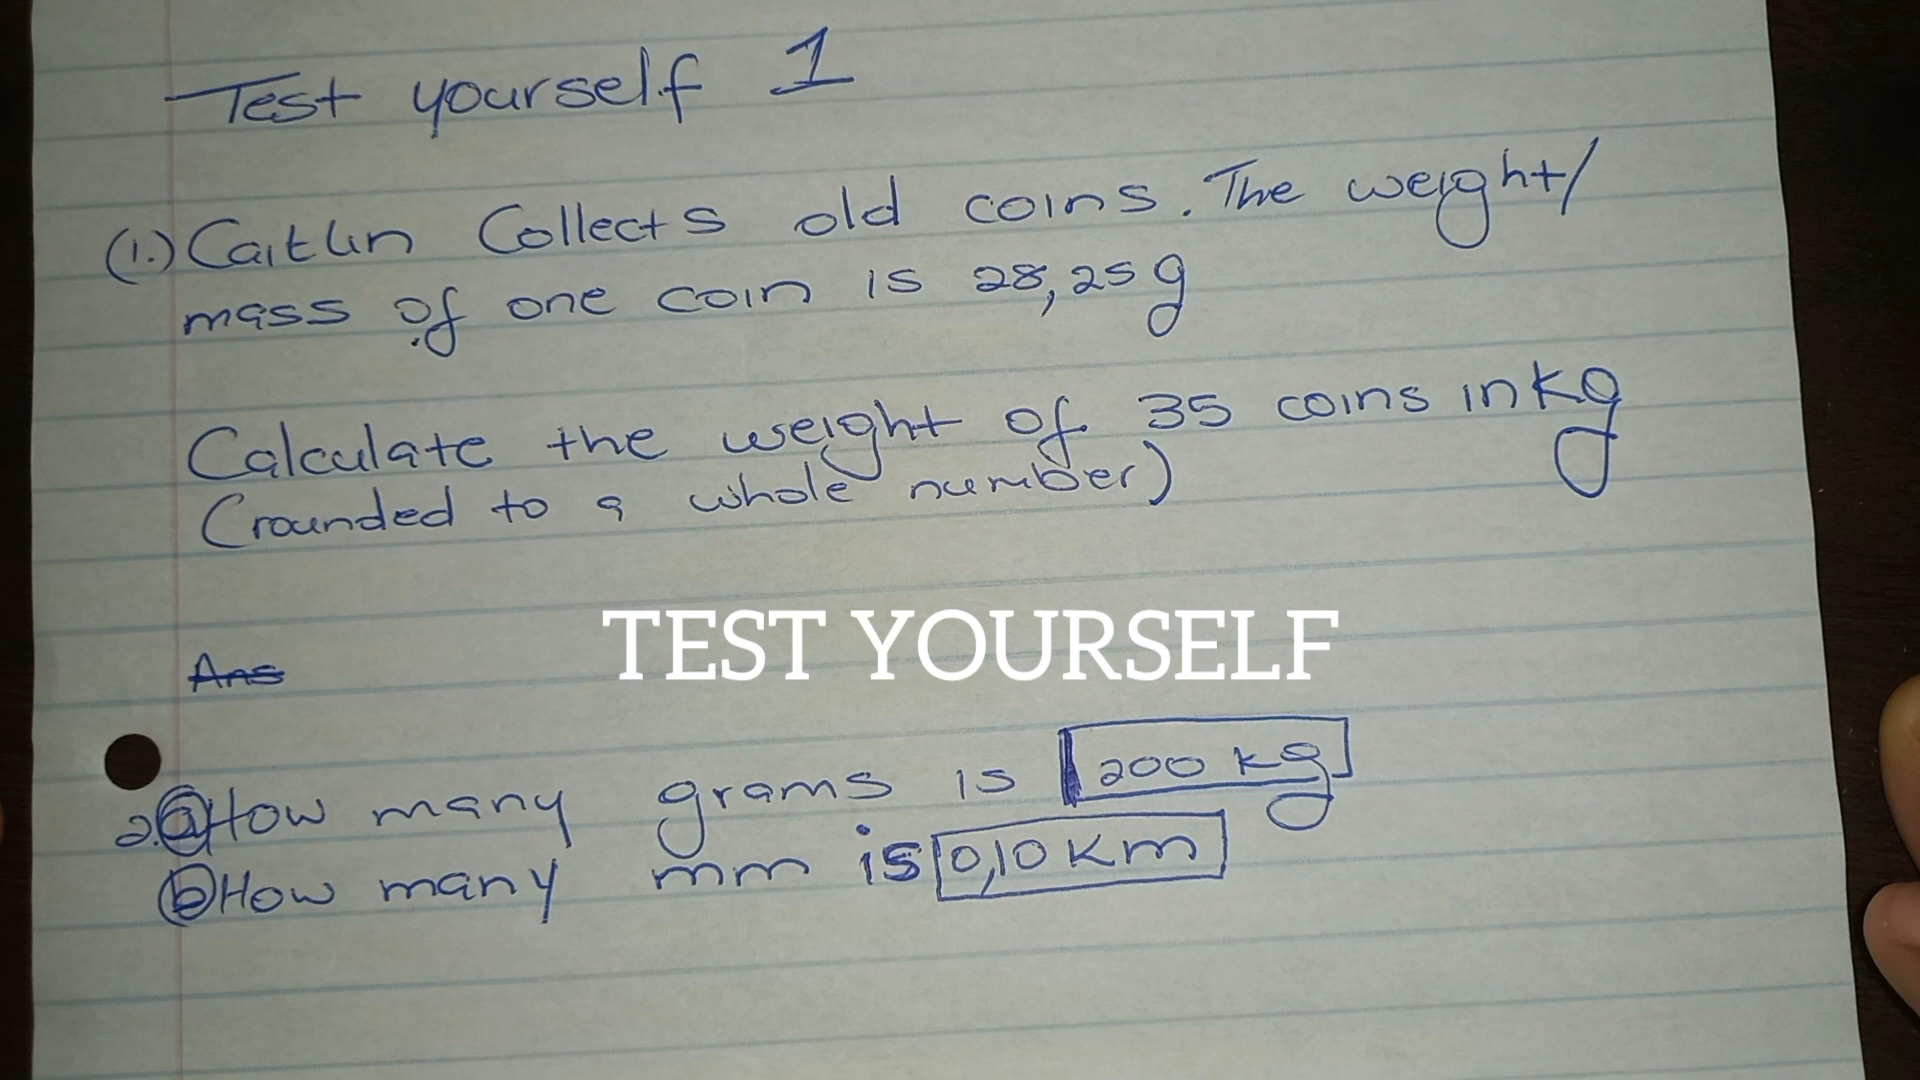 Test yourself 1
(1.) Caitlin Collects old coins. The weight/
mass of one coin is 28,25g
Calculate the weight of 35 coins in kg
(rounded to a whole number)
Ans
TEST YOURSELF
2.(a) How many grams is 200 kg
(b) How many mm is 0,10 km